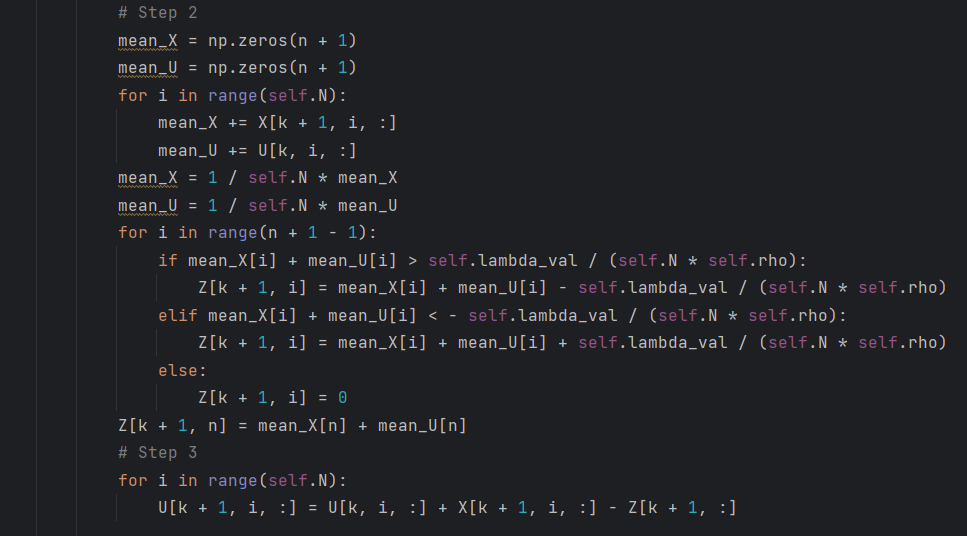 # Step 2
mean_X = np.zeros(n + 1)
mean_U = np.zeros(n + 1)
for i in range(self.N):
    mean_X += X[k + 1, i, :]
    mean_U += U[k, i, :]
mean_X = 1 / self.N * mean_X
mean_U = 1 / self.N * mean_U
for i in range(n + 1 - 1):
    if mean_X[i] + mean_U[i] > self.lambda_val / (self.N * self.rho):
        Z[k + 1, i] = mean_X[i] + mean_U[i] - self.lambda_val / (self.N * self.rho)
    elif mean_X[i] + mean_U[i] < - self.lambda_val / (self.N * self.rho):
        Z[k + 1, i] = mean_X[i] + mean_U[i] + self.lambda_val / (self.N * self.rho)
    else:
        Z[k + 1, i] = 0
Z[k + 1, n] = mean_X[n] + mean_U[n]
# Step 3
for i in range(self.N):
    U[k + 1, i, :] = U[k, i, :] + X[k + 1, i, :] - Z[k + 1, :]